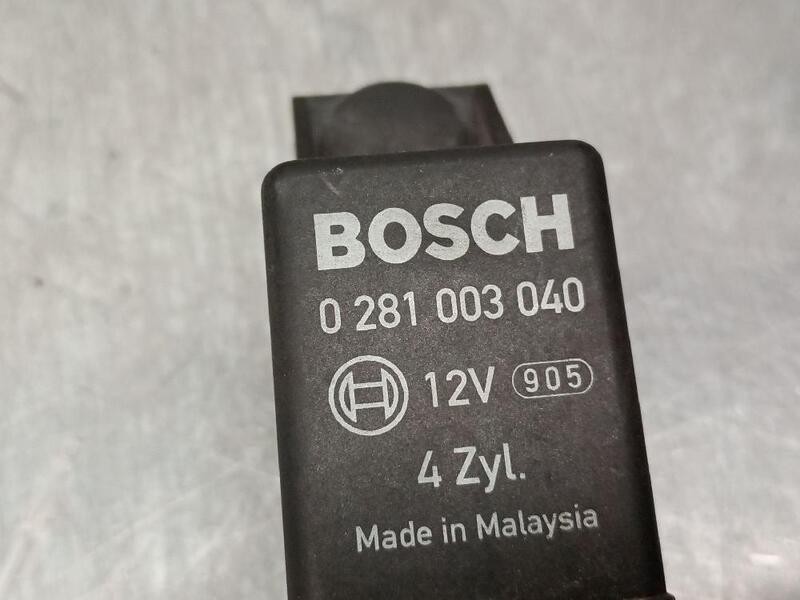 BOSCH
0 281 003 040
12V 905
4 Zyl.
Made in Malaysia